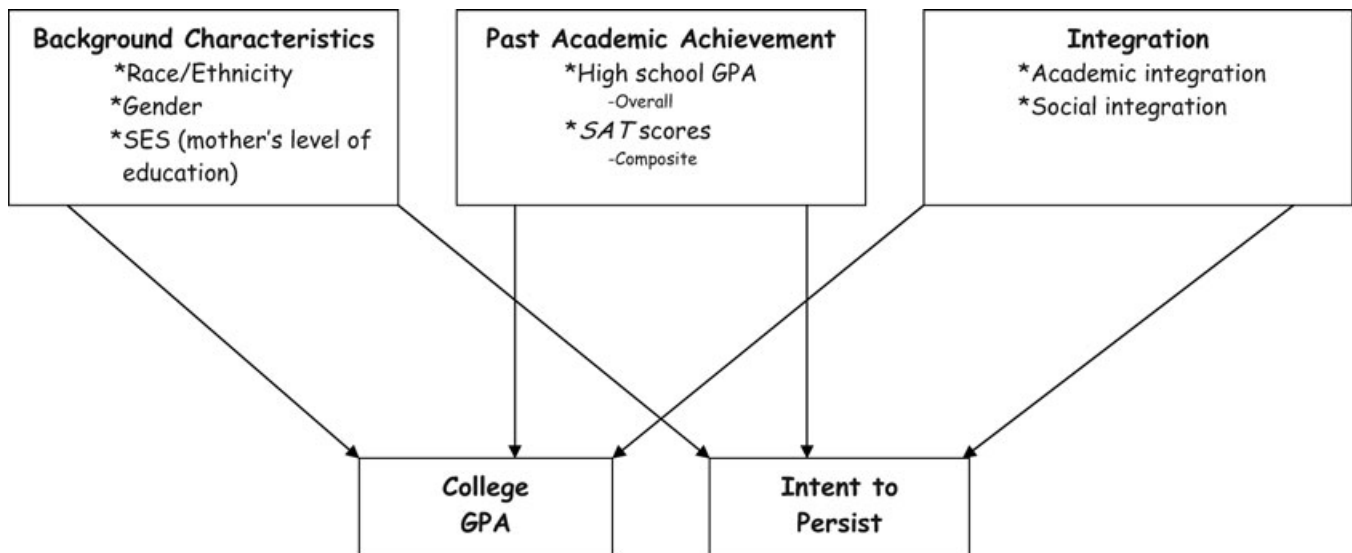 Background Characteristics
*Race/Ethnicity
*Gender
*SES (mother's level of
education)
Past Academic Achievement
*High school GPA
-Overall
*SAT scores
-Composite
Integration
*Academic integration
*Social integration
College
GPA
Intent to
Persist